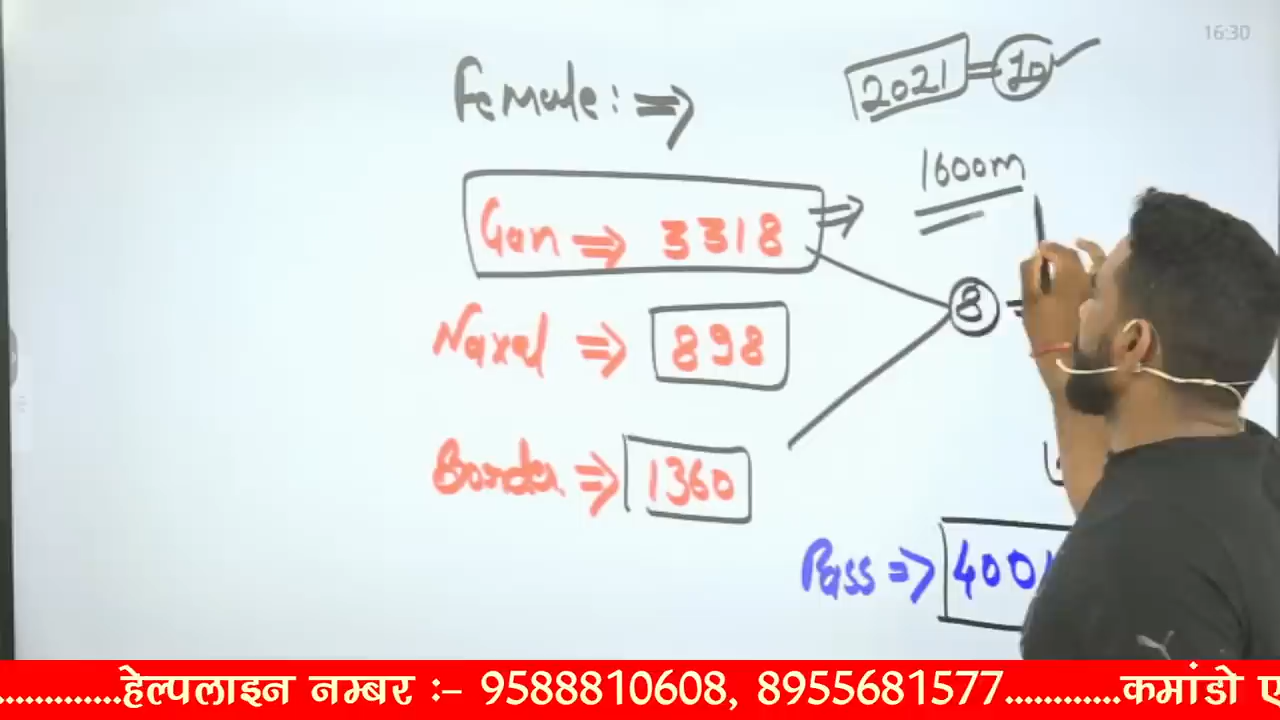 16:30
Female: ⇒
2021 = 10 ✓
1600m
Gen ⇒ 3318 ⇒
8 =
Naxal ⇒ 898
Border ⇒ 1360
Pass ⇒ 400
.............हेल्पलाइन नम्बर :- 9588810608, 8955681577............कमांडो ए